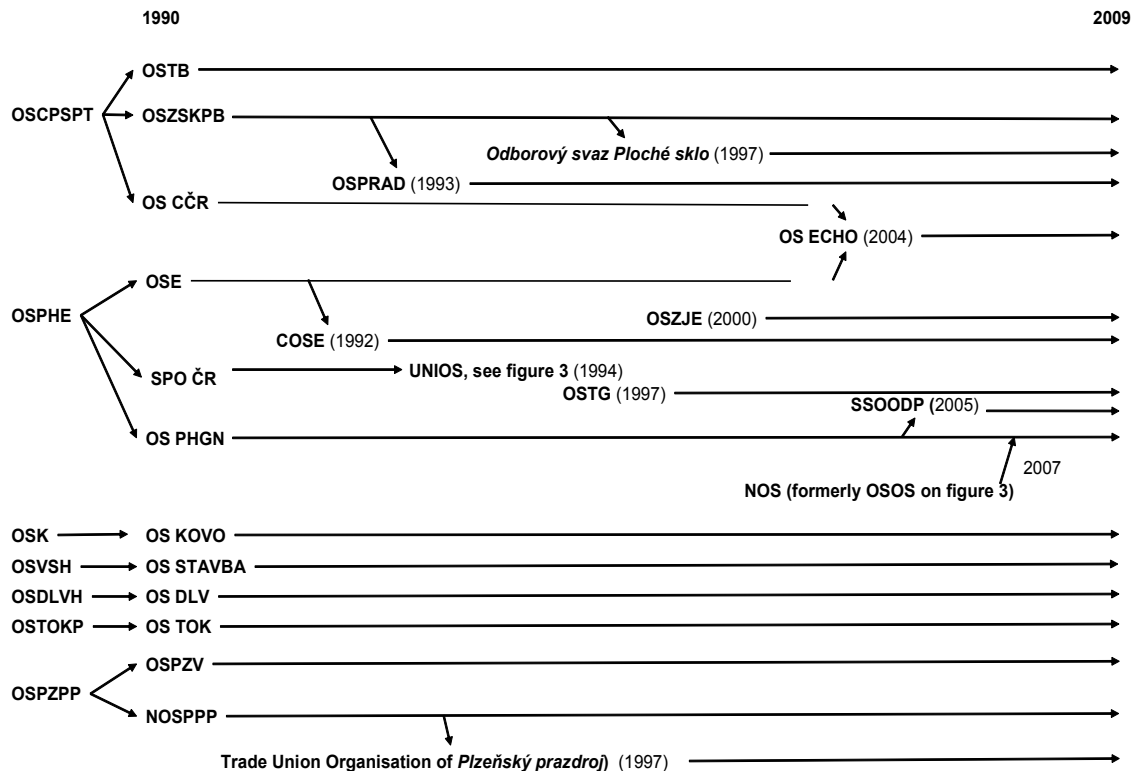 1990 2009
OSTB
OSCPSPT OSZSKPB
Odborový svaz Ploché sklo (1997)
OSPRAD (1993)
OS CČR
OS ECHO (2004)
OSE
OSPHE OSZJE (2000)
COSE (1992)
SPO ČR UNIOS, see figure 3 (1994)
OSTG (1997)
SSOODP (2005)
OS PHGN
2007
NOS (formerly OSOS on figure 3)
OSK OS KOVO
OSVSH OS STAVBA
OSDLVH OS DLV
OSTOKP OS TOK
OSPZV
OSPZPP
NOSPPP
Trade Union Organisation of Plzeňský prazdroj) (1997)